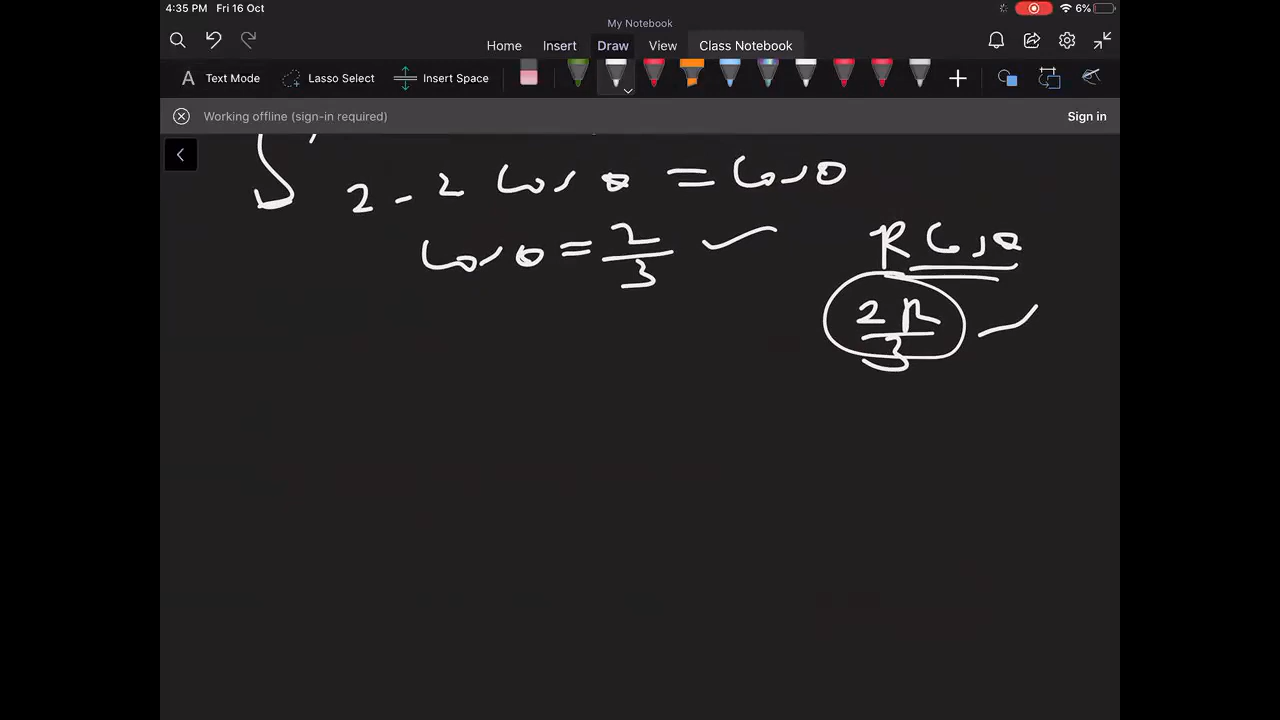 4:35 PM Fri 16 Oct
6%
My Notebook
Home Insert Draw View Class Notebook
A Text Mode Lasso Select Insert Space
Working offline (sign-in required) Sign in
2 - 2 Cos θ = Cos θ
Cos θ = 2/3
R Cos θ
2R/3